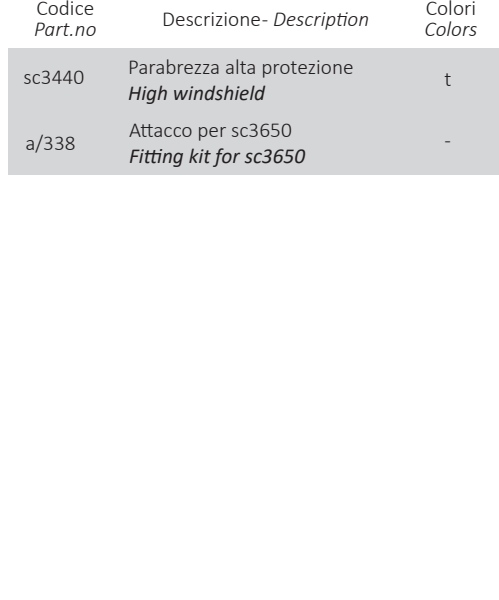 Codice
Part.no
Descrizione- Description
Colori
Colors
sc3440
Parabrezza alta protezione
High windshield
t
a/338
Attacco per sc3650
Fitting kit for sc3650
-